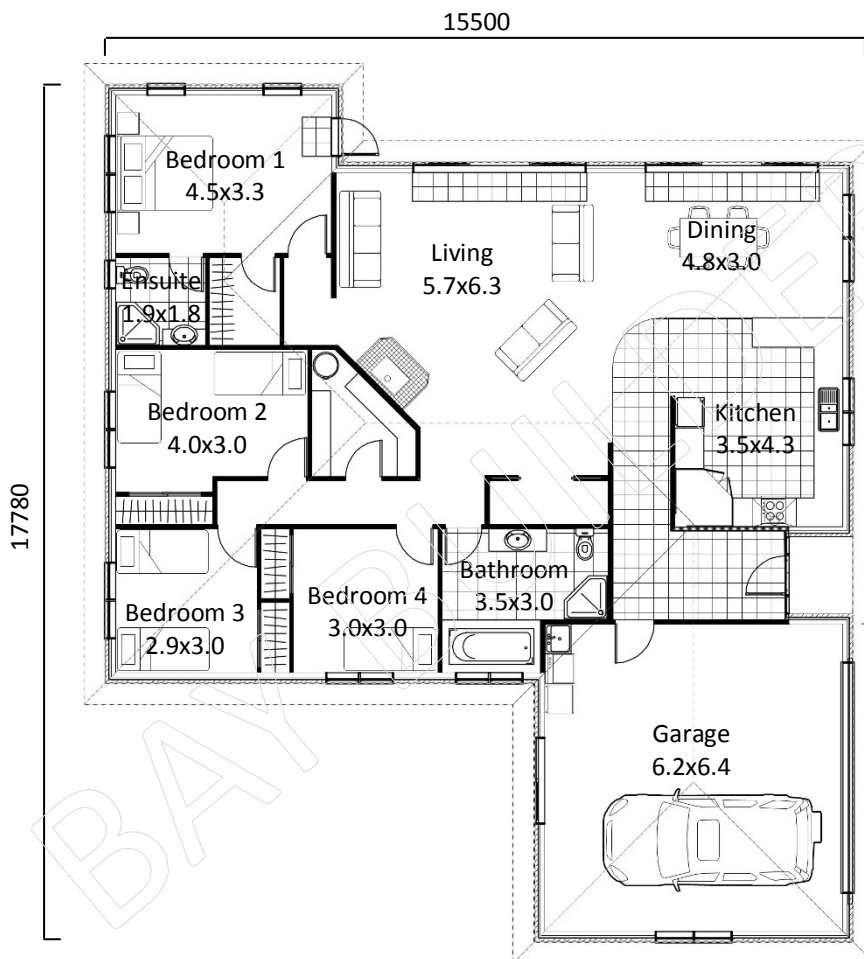 15500
17780
Bedroom 1
4.5x3.3
Living
5.7x6.3
Dining
4.8x3.0
Ensuite
1.9x1.8
Bedroom 2
4.0x3.0
Kitchen
3.5x4.3
Bedroom 3
2.9x3.0
Bedroom 4
3.0x3.0
Bathroom
3.5x3.0
Garage
6.2x6.4
BAY BUILDER